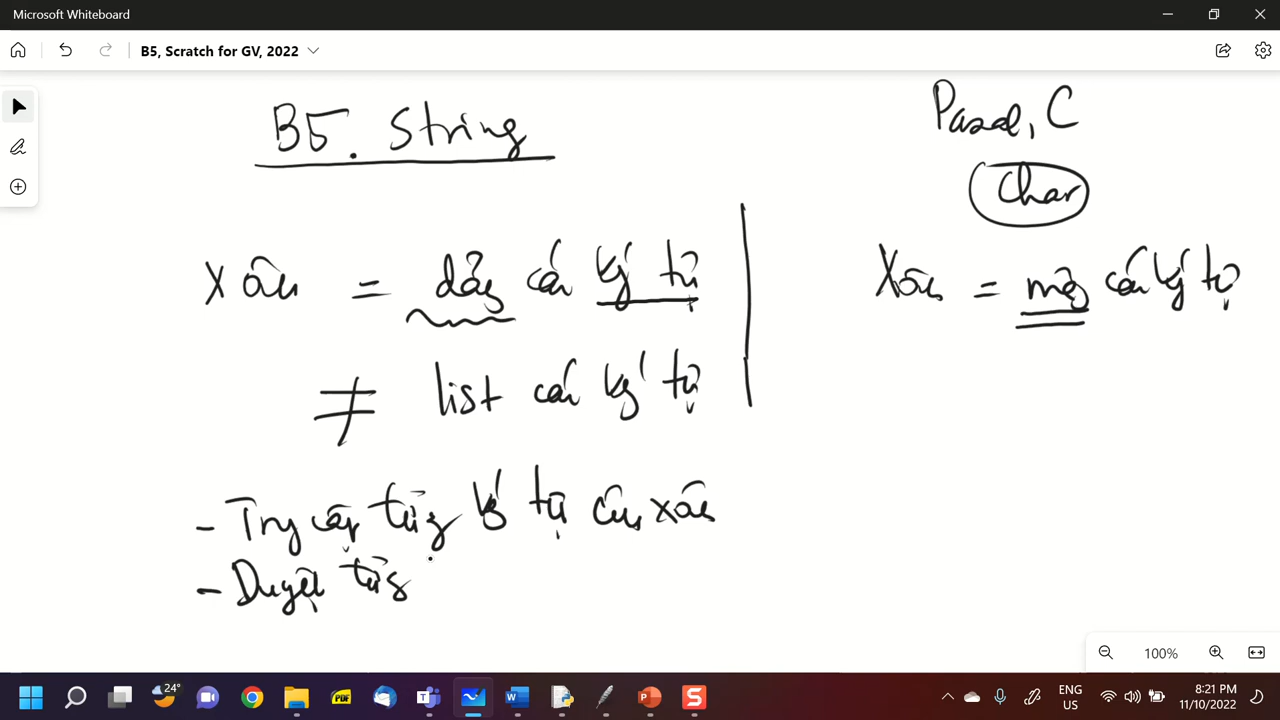 Microsoft Whiteboard
B5, Scratch for GV, 2022
B5. String
Xâu = dãy các ký tự
≠ list các ký tự
- Truy cập từng ký tự của xâu
- Duyệt từng
Pascal, C
Char
Xâu = mảng các ký tự
100%
24°
PDF
ENG
US
8:21 PM
11/10/2022